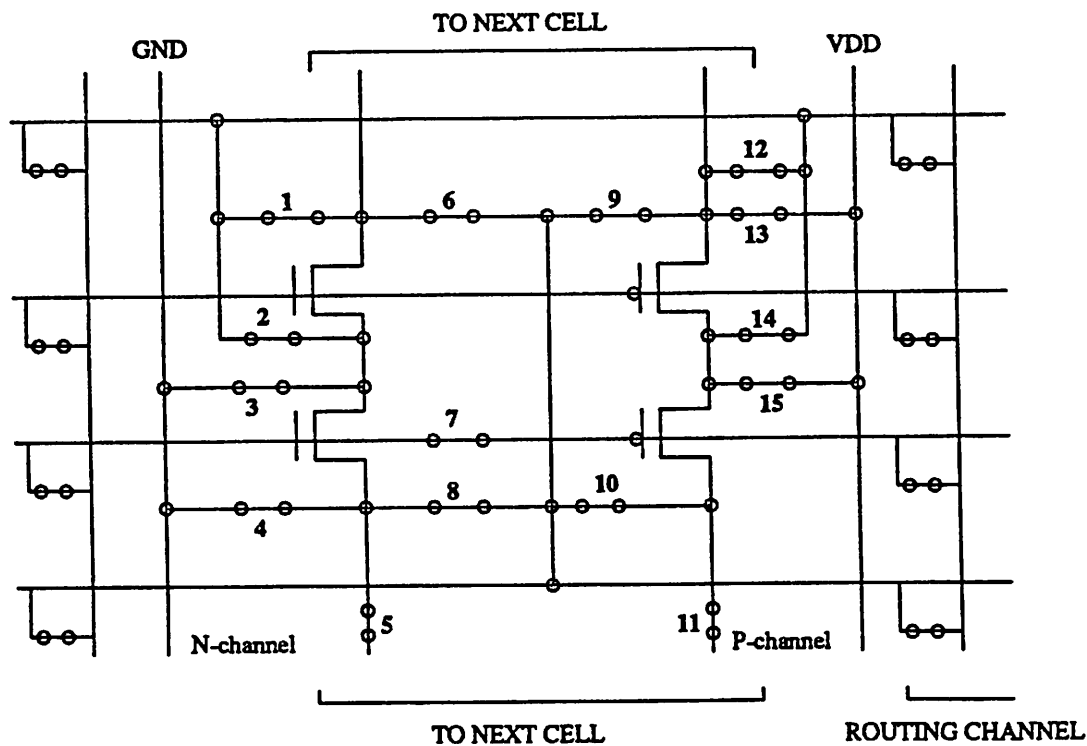 TO NEXT CELL
GND
VDD
12
1
6
9
13
2
14
3
15
7
8
10
4
5
11
N-channel
P-channel
TO NEXT CELL
ROUTING CHANNEL